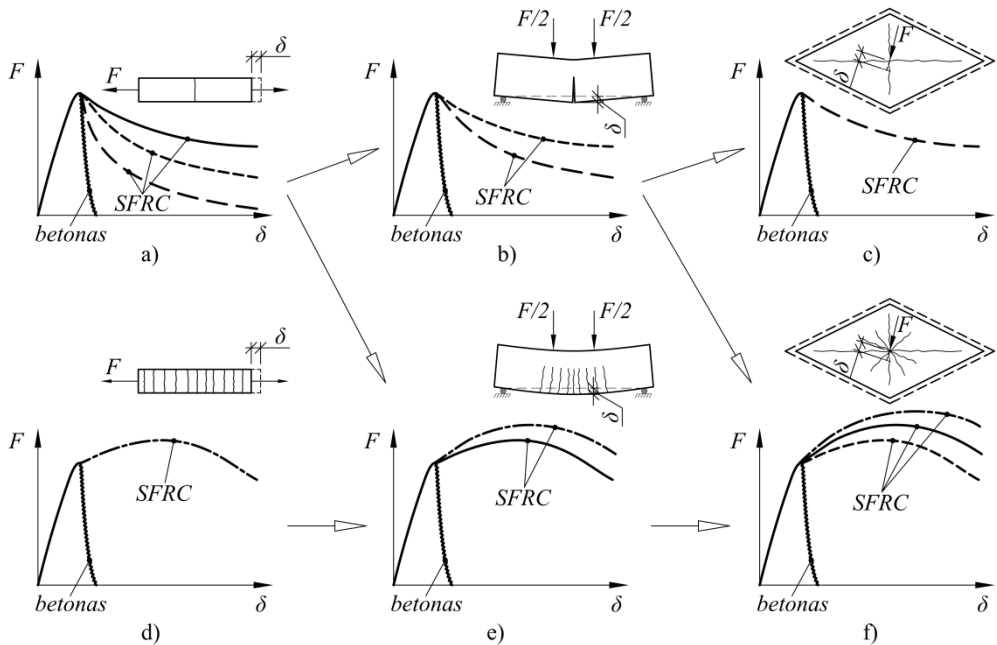 F
F
δ
SFRC
betonas
δ
a)
F/2 F/2
F
δ
SFRC
betonas
δ
b)
F
δ
F
SFRC
betonas
δ
c)
F
δ
F
SFRC
betonas
δ
d)
F/2 F/2
δ
F
SFRC
betonas
δ
e)
F
δ
F
SFRC
betonas
δ
f)